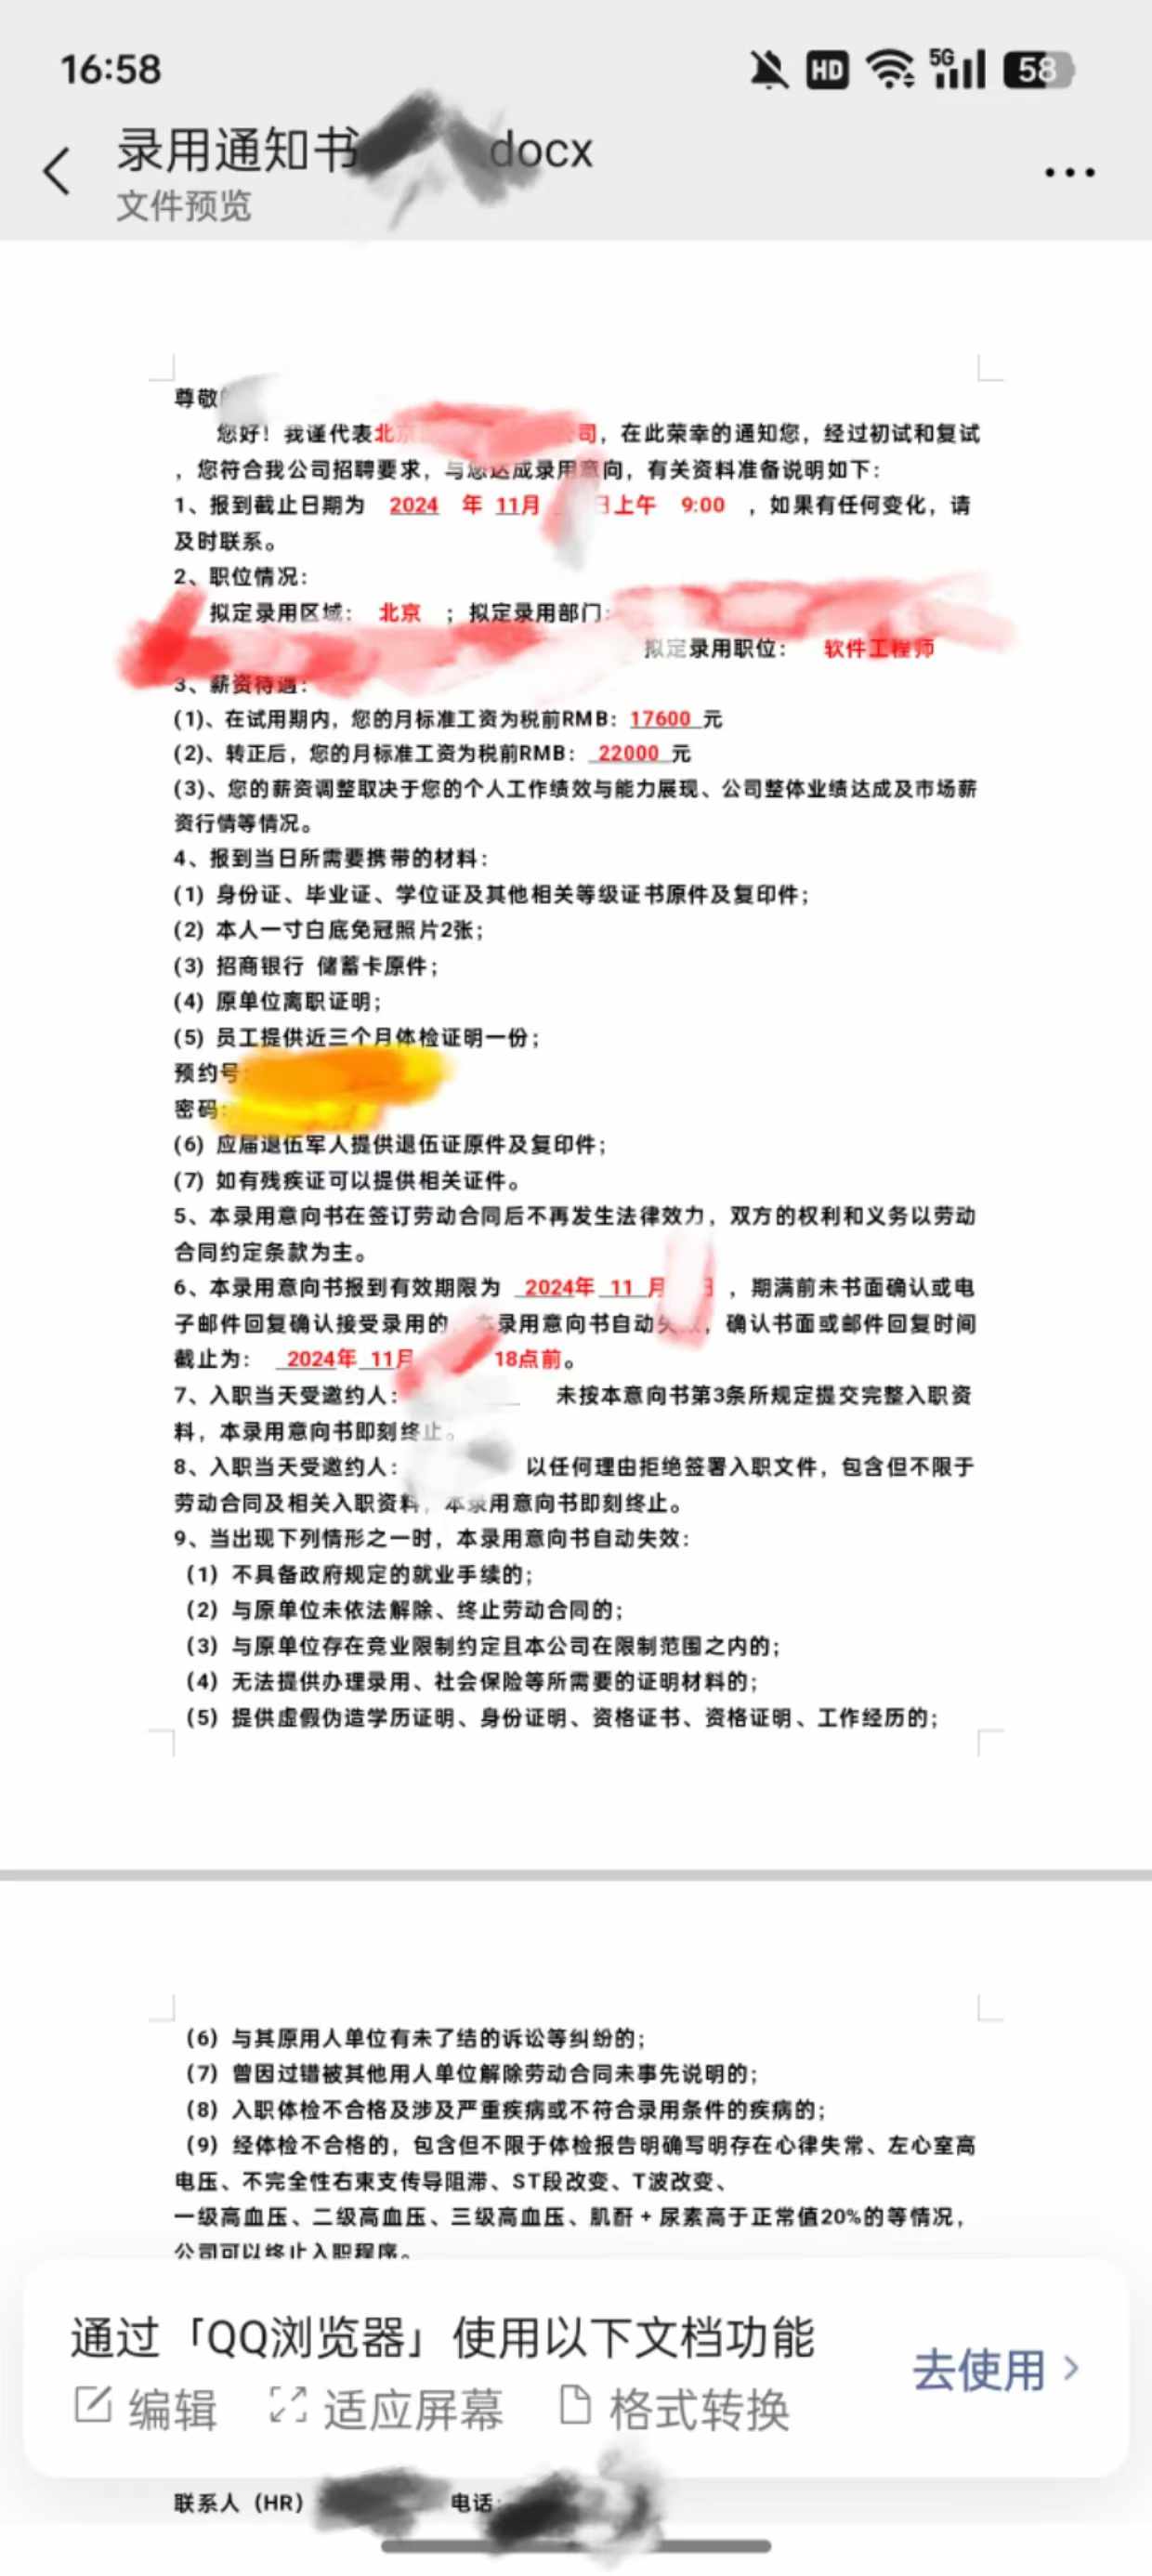 16:58
HD
5G
58
录用通知书 docx
文件预览
尊敬
您好！我谨代表北京 司，在此荣幸的通知您，经过初试和复试
，您符合我公司招聘要求，与您达成录用意向，有关资料准备说明如下：
1、报到截止日期为 2024 年 11月 日上午 9:00 ，如果有任何变化，请
及时联系。
2、职位情况：
拟定录用区域： 北京 ；拟定录用部门：
拟定录用职位： 软件工程师
3、薪资待遇：
(1)、在试用期内，您的月标准工资为税前RMB：17600 元
(2)、转正后，您的月标准工资为税前RMB： 22000 元
(3)、您的薪资调整取决于您的个人工作绩效与能力展现、公司整体业绩达成及市场薪
资行情等情况。
4、报到当日所需要携带的材料：
(1) 身份证、毕业证、学位证及其他相关等级证书原件及复印件；
(2) 本人一寸白底免冠照片2张；
(3) 招商银行 储蓄卡原件；
(4) 原单位离职证明；
(5) 员工提供近三个月体检证明一份；
预约号：
密码：
(6) 应届退伍军人提供退伍证原件及复印件；
(7) 如有残疾证可以提供相关证件。
5、本录用意向书在签订劳动合同后不再发生法律效力，双方的权利和义务以劳动
合同约定条款为主。
6、本录用意向书报到有效期限为 2024年 11 月 日 ，期满前未书面确认或电
子邮件回复确认接受录用的，本录用意向书自动失 ，确认书面或邮件回复时间
截止为： 2024年 11月 18点前。
7、入职当天受邀约人： 未按本意向书第3条所规定提交完整入职资
料，本录用意向书即刻终止。
8、入职当天受邀约人： 以任何理由拒绝签署入职文件，包含但不限于
劳动合同及相关入职资料，本录用意向书即刻终止。
9、当出现下列情形之一时，本录用意向书自动失效：
（1）不具备政府规定的就业手续的；
（2）与原单位未依法解除、终止劳动合同的；
（3）与原单位存在竞业限制约定且本公司在限制范围之内的；
（4）无法提供办理录用、社会保险等所需要的证明材料的；
（5）提供虚假伪造学历证明、身份证明、资格证书、资格证明、工作经历的；
（6）与其原用人单位有未了结的诉讼等纠纷的；
（7）曾因过错被其他用人单位解除劳动合同未事先说明的；
（8）入职体检不合格及涉及严重疾病或不符合录用条件的疾病的；
（9）经体检不合格的，包含但不限于体检报告明确写明存在心律失常、左心室高
电压、不完全性右束支传导阻滞、ST段改变、T波改变、
一级高血压、二级高血压、三级高血压、肌酐 + 尿素高于正常值20%的等情况，
公司可以终止入职程序。
通过「QQ浏览器」使用以下文档功能
去使用
编辑 适应屏幕 格式转换
联系人（HR） 电话：